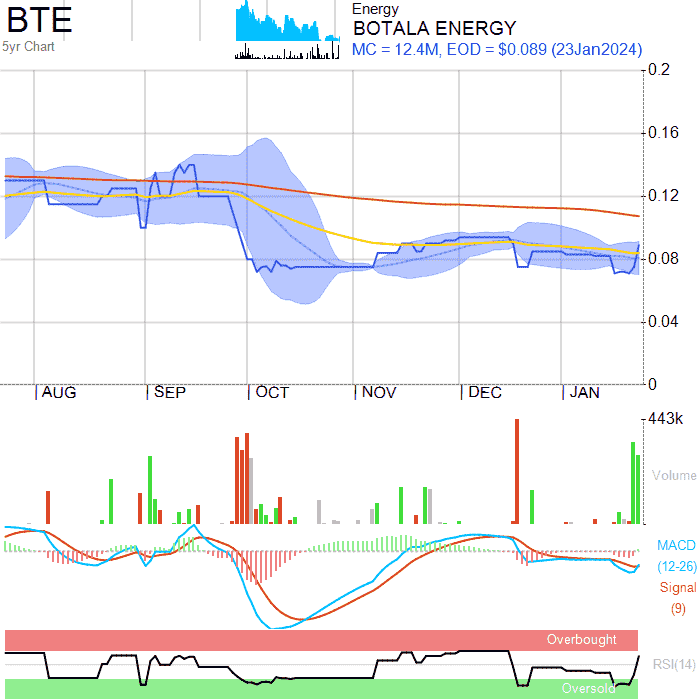 BTE
5yr Chart
Energy
BOTALA ENERGY
MC = 12.4M, EOD = $0.089 (23Jan2024)
0.2
0.16
0.12
0.08
0.04
0
AUG SEP OCT NOV DEC JAN
443k
Volume
MACD
(12-26)
Signal
(9)
Overbought
RSI(14)
Oversold